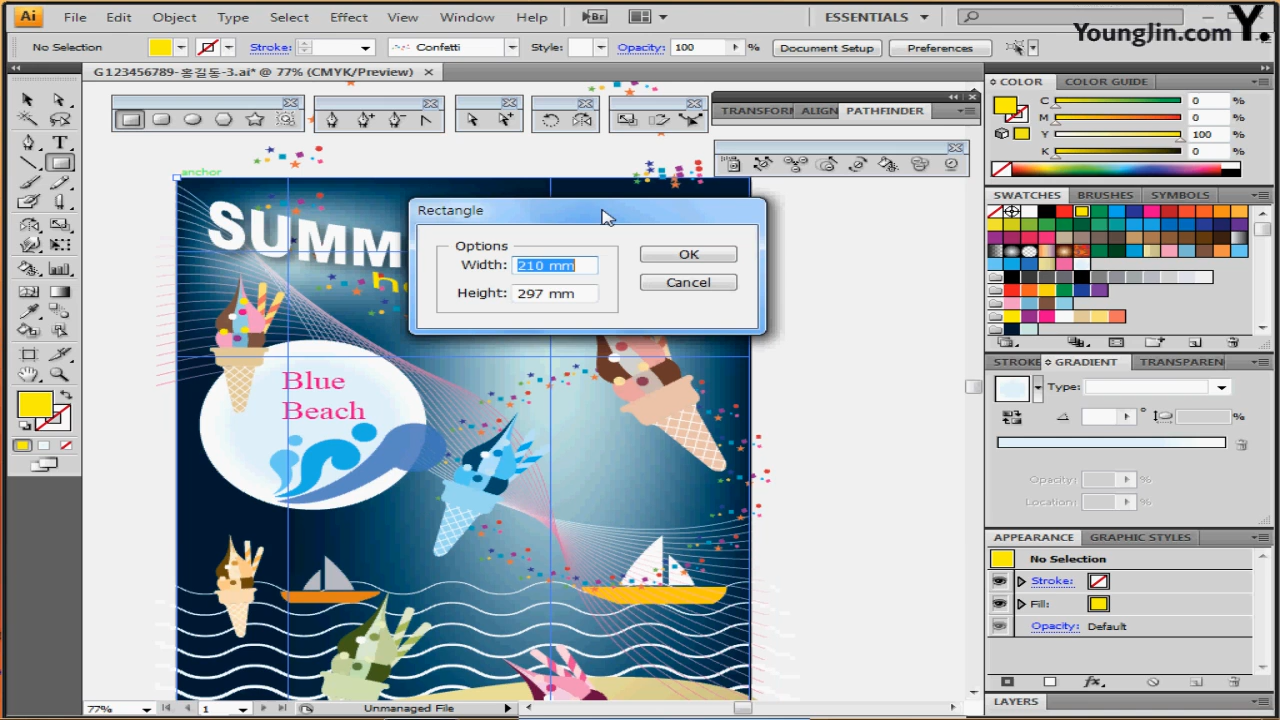 Ai File Edit Object Type Select Effect View Window Help Br ESSENTIALS
YoungJin.com Y.
No Selection Stroke: Confetti Style: Opacity: 100 % Document Setup Preferences
G123456789-홍길동-3.ai* @ 77% (CMYK/Preview)
COLOR COLOR GUIDE
C 0 %
M 0 %
Y 100 %
K 0 %
TRANSFORM ALIGN PATHFINDER
SWATCHES BRUSHES SYMBOLS
anchor
SUMM
Rectangle
Options
Width: 210 mm
Height: 297 mm
OK
Cancel
Blue
Beach
STROKE GRADIENT TRANSPAREN
Type:
°
%
Opacity: %
Location: %
APPEARANCE GRAPHIC STYLES
No Selection
Stroke:
Fill:
Opacity: Default
fx
LAYERS
77% 1 Unmanaged File